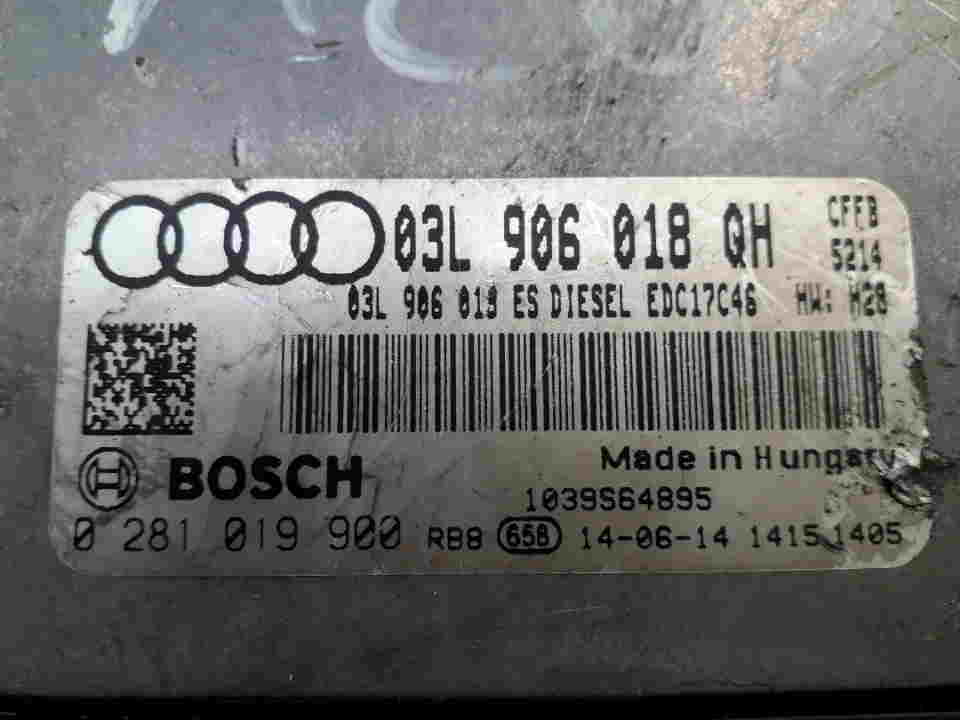 03L 906 018 QH CFFB
5214
03L 906 019 ES DIESEL EDC17C46 HW: H28
BOSCH
Made in Hungary
1039S64895
0 281 019 900 RB8 658 14-06-14 1415 1405